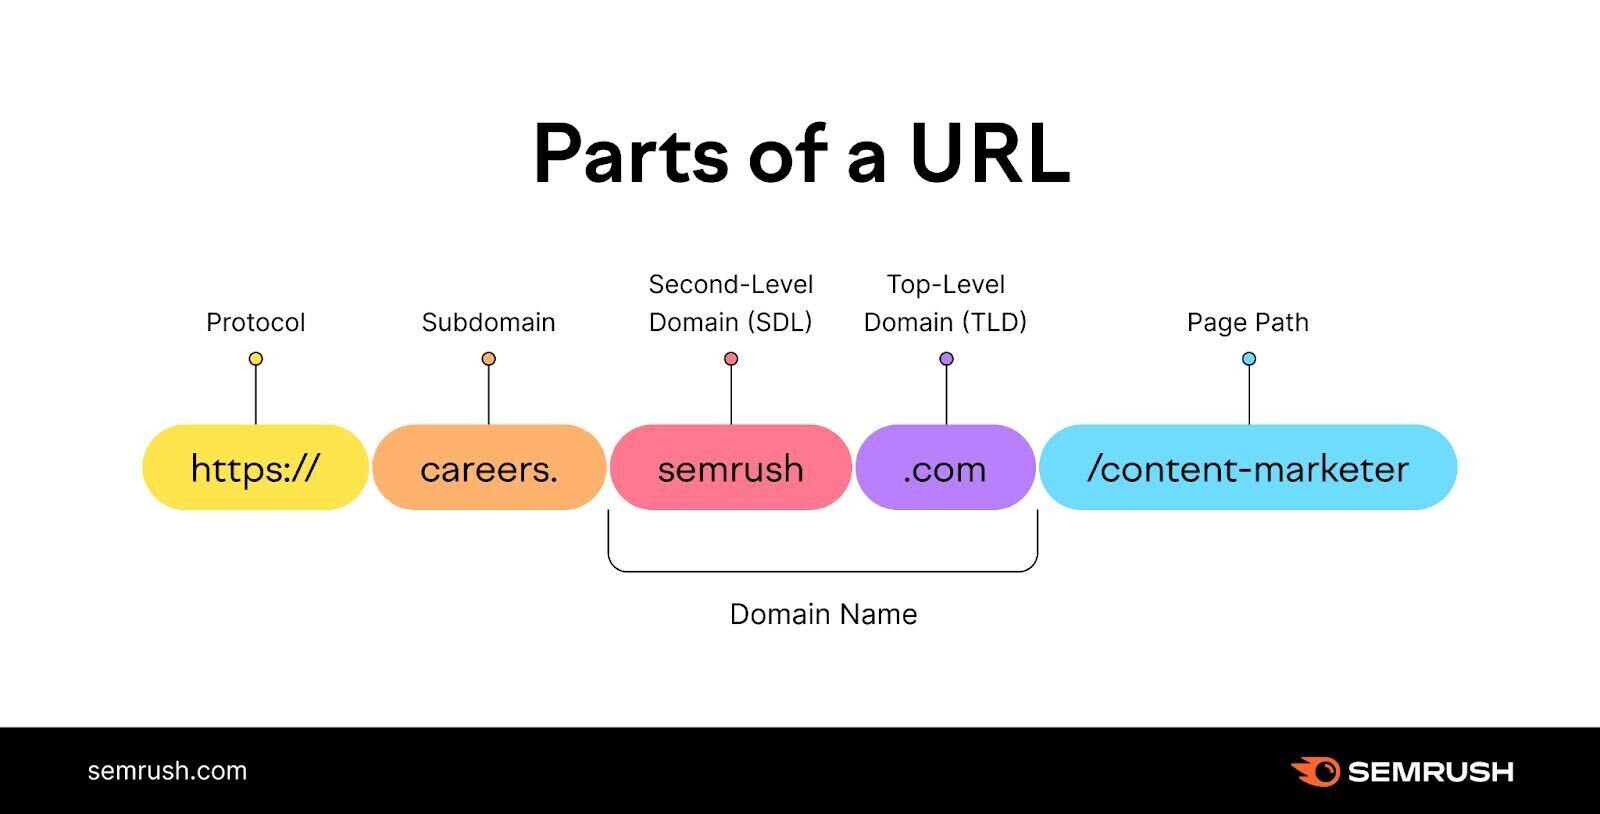 Parts of a URL
Protocol
Subdomain
Second-Level
Domain (SDL)
Top-Level
Domain (TLD)
Page Path
https://
careers.
semrush
.com
/content-marketer
Domain Name
semrush.com
SEMRUSH